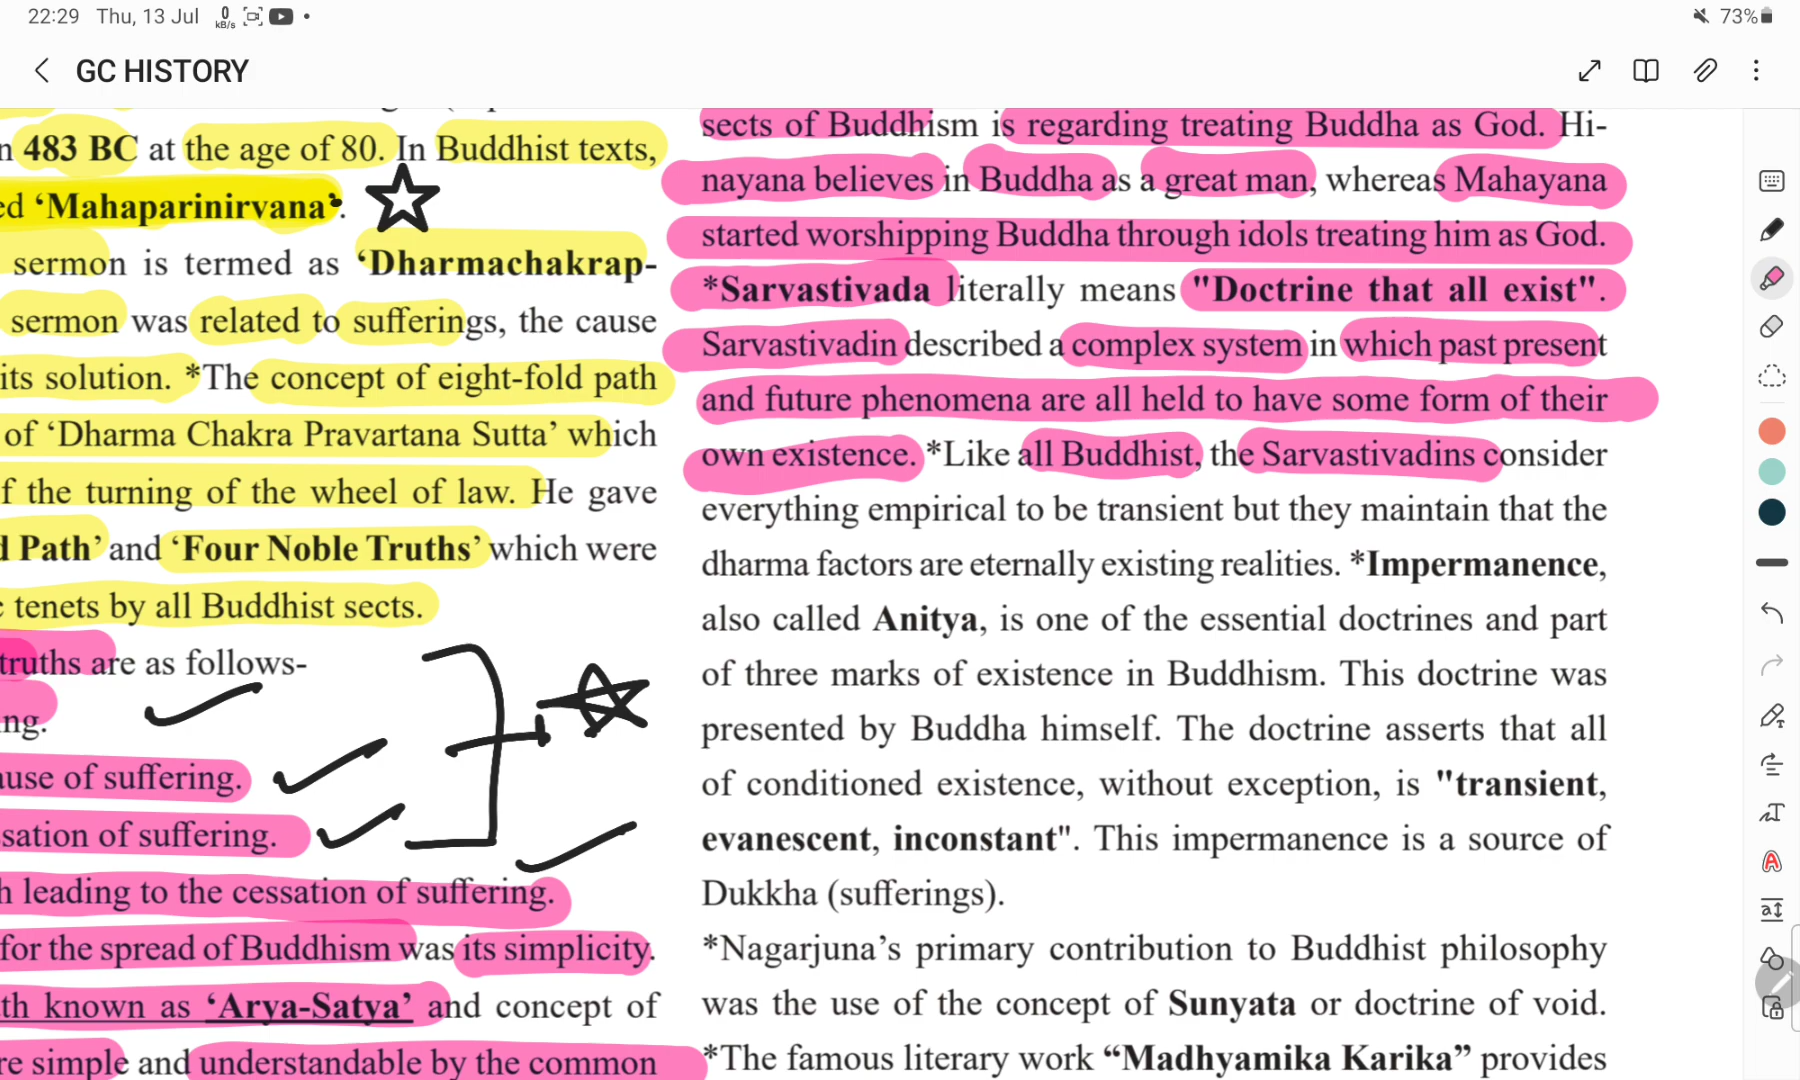 22:29 Thu, 13 Jul 0 kB/s 73%
GC HISTORY
483 BC at the age of 80. In Buddhist texts,
ed ‘Mahaparinirvana’.
sermon is termed as ‘Dharmachakrap-
sermon was related to sufferings, the cause
its solution. *The concept of eight-fold path
of ‘Dharma Chakra Pravartana Sutta’ which
f the turning of the wheel of law. He gave
d Path’ and ‘Four Noble Truths’ which were
tenets by all Buddhist sects.
truths are as follows-
ng.
ause of suffering.
sation of suffering.
h leading to the cessation of suffering.
for the spread of Buddhism was its simplicity.
th known as ‘Arya-Satya’ and concept of
re simple and understandable by the common
sects of Buddhism is regarding treating Buddha as God. Hi-
nayana believes in Buddha as a great man, whereas Mahayana
started worshipping Buddha through idols treating him as God.
*Sarvastivada literally means "Doctrine that all exist".
Sarvastivadin described a complex system in which past present
and future phenomena are all held to have some form of their
own existence. *Like all Buddhist, the Sarvastivadins consider
everything empirical to be transient but they maintain that the
dharma factors are eternally existing realities. *Impermanence,
also called Anitya, is one of the essential doctrines and part
of three marks of existence in Buddhism. This doctrine was
presented by Buddha himself. The doctrine asserts that all
of conditioned existence, without exception, is "transient,
evanescent, inconstant". This impermanence is a source of
Dukkha (sufferings).
*Nagarjuna’s primary contribution to Buddhist philosophy
was the use of the concept of Sunyata or doctrine of void.
*The famous literary work “Madhyamika Karika” provides